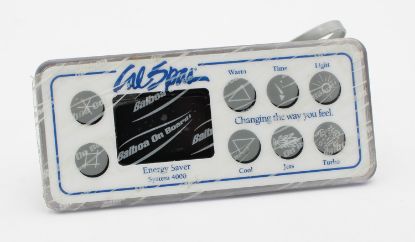 Cal Spas
Warm Time Light
Balboa On Board!
Changing the way you feel.
Balboa On Board!
Energy Saver
System 4000
Cool Jets Turbo